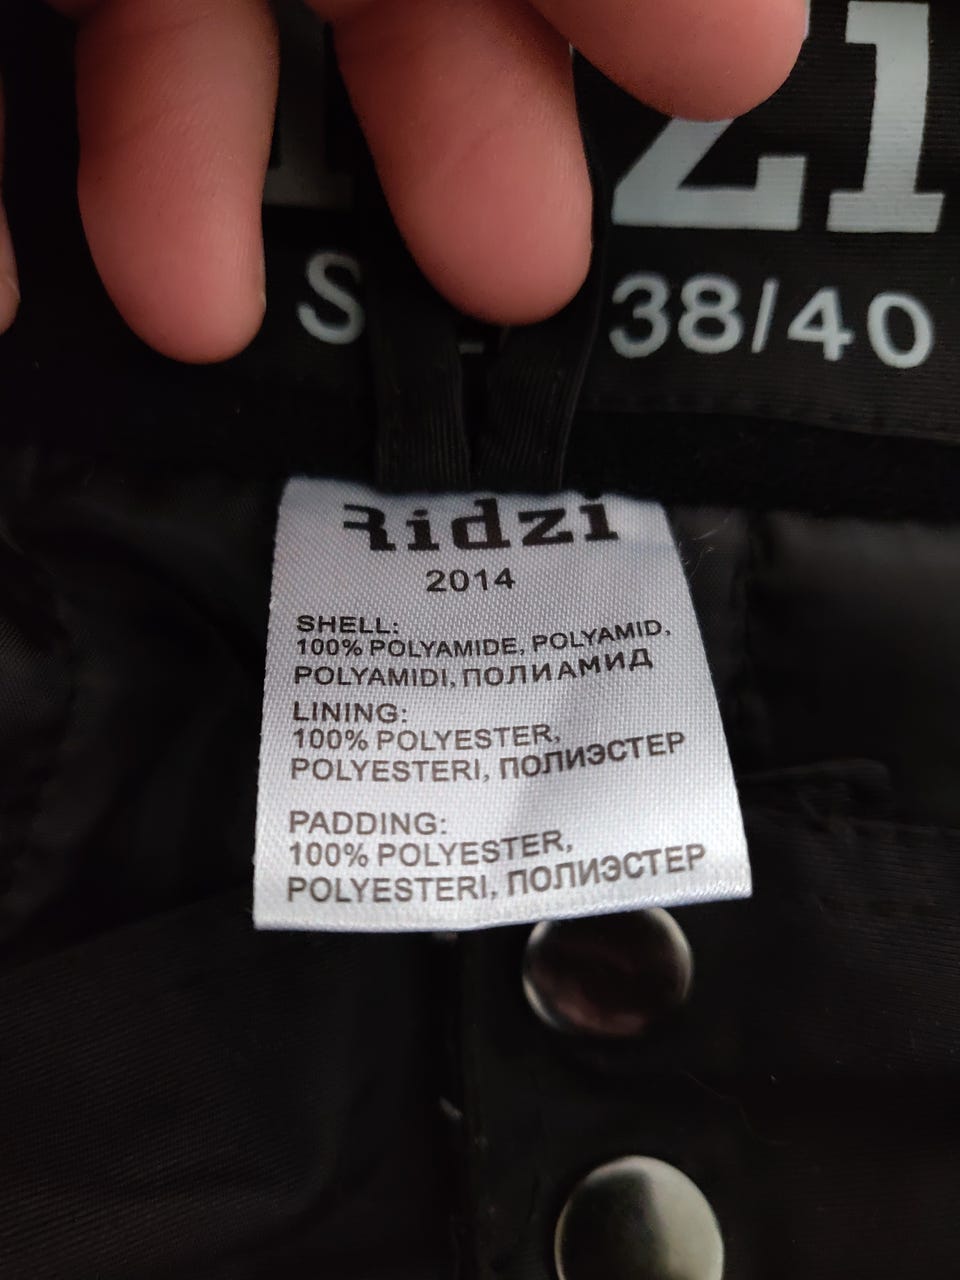 zi
S 38/40
Ridzi
2014
SHELL:
100% POLYAMIDE, POLYAMID,
POLYAMIDI, ПОЛИАМИД
LINING:
100% POLYESTER,
POLYESTERI, ПОЛИЭСТЕР
PADDING:
100% POLYESTER,
POLYESTERI, ПОЛИЭСТЕР